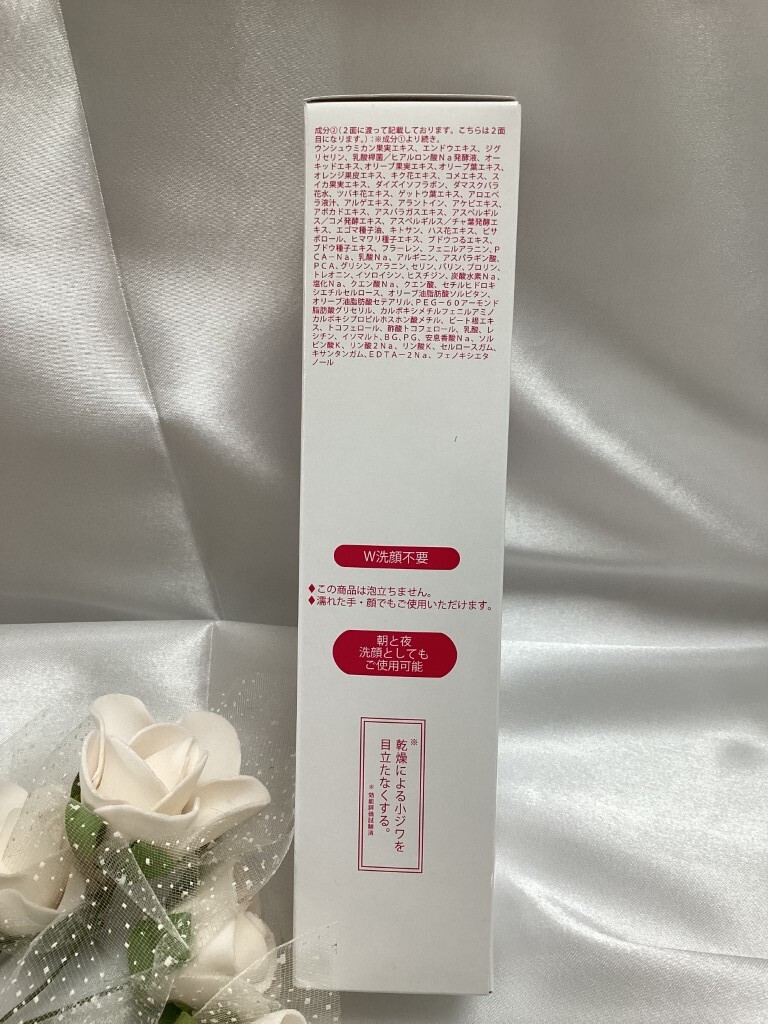 成分②(２面に渡って記載しております。こちらは２面
目になります。):※成分①より続き。
ウンシュウミカン果実エキス、エンドウエキス、ジグ
リセリン、乳酸桿菌／ヒアルロン酸Ｎａ発酵液、オー
キッドエキス、オリーブ果実エキス、オリーブ葉エキス、
オレンジ果皮エキス、キク花エキス、コメエキス、ス
イカ果実エキス、ダイズイソフラボン、ダマスクバラ
花水、ツバキ花エキス、ゲットウ葉エキス、アロエベ
ラ液汁、アルゲエキス、アラントイン、アケビエキス、
アボカドエキス、アスパラガスエキス、アスペルギル
ス／コメ発酵エキス、アスペルギルス／チャ葉発酵エ
キス、エゴマ種子油、キトサン、ハス花エキス、ビサ
ボロール、ヒマワリ種子エキス、ブドウつるエキス、
ブドウ種子エキス、フラーレン、フェニルアラニン、Ｐ
ＣＡ－Ｎａ、乳酸Ｎａ、アルギニン、アスパラギン酸、
ＰＣＡ、グリシン、アラニン、セリン、バリン、プロリン、
トレオニン、イソロイシン、ヒスチジン、炭酸水素Ｎａ、
塩化Ｎａ、クエン酸Ｎａ、クエン酸、セチルヒドロキ
シエチルセルロース、オリーブ油脂肪酸ソルビタン、
オリーブ油脂肪酸セテアリル、ＰＥＧ－６０アーモンド
脂肪酸グリセリル、カルボキシメチルフェニルアミノ
カルボキシプロピルホスホン酸メチル、ビート根エキ
ス、トコフェロール、酢酸トコフェロール、乳酸、レ
シチン、イソマルト、ＢＧ、ＰＧ、安息香酸Ｎａ、ソル
ビン酸Ｋ、リン酸２Ｎａ、リン酸Ｋ、セルロースガム、
キサンタンガム、ＥＤＴＡ－２Ｎａ、フェノキシエタ
ノール
W洗顔不要
♦この商品は泡立ちません。
♦濡れた手・顔でもご使用いただけます。
朝と夜
洗顔としても
ご使用可能
※
乾燥による小ジワを
目立たなくする。
※効能評価試験済